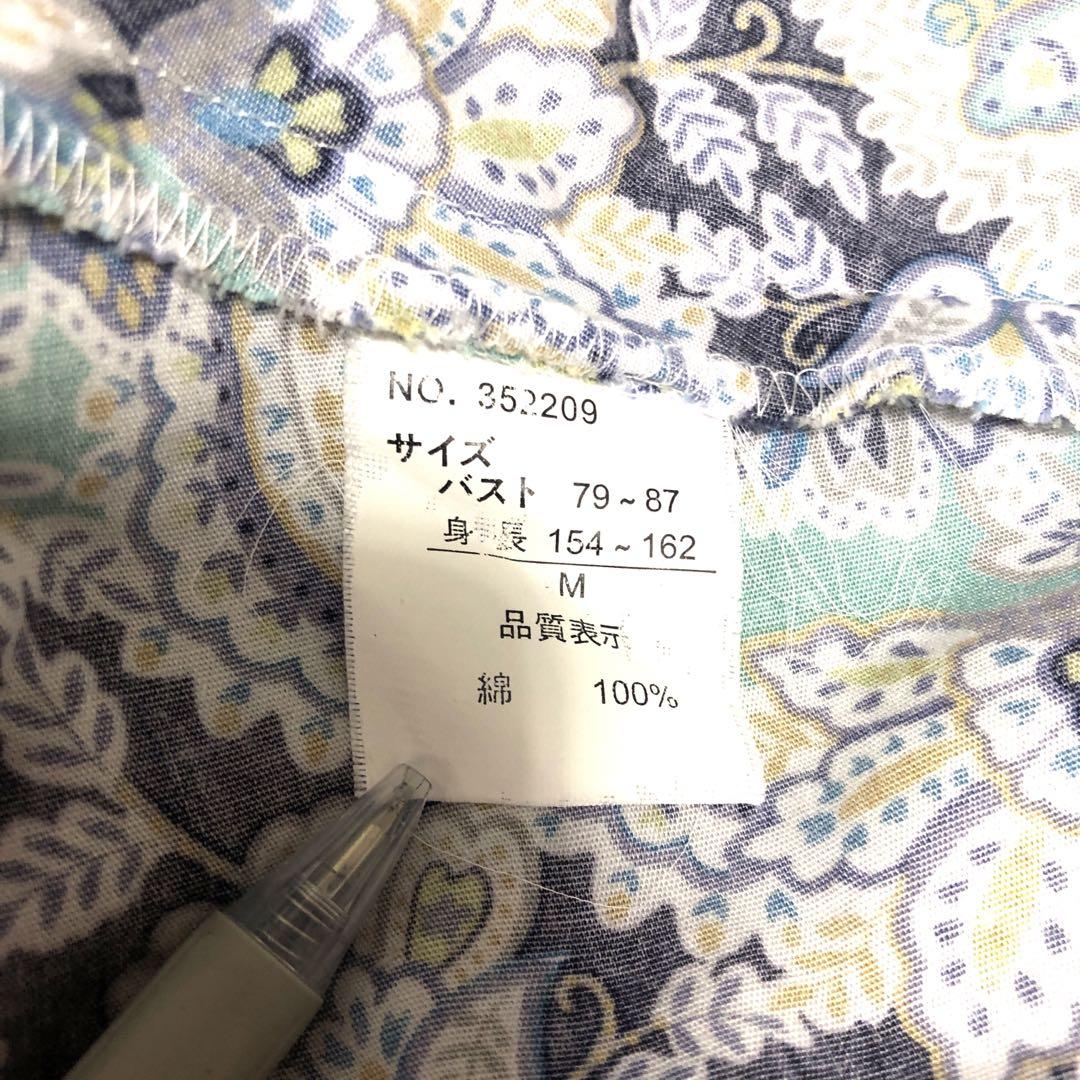 NO. 352209
サイズ
バスト 79~87
身長 154~162
M
品質表示
綿 100%